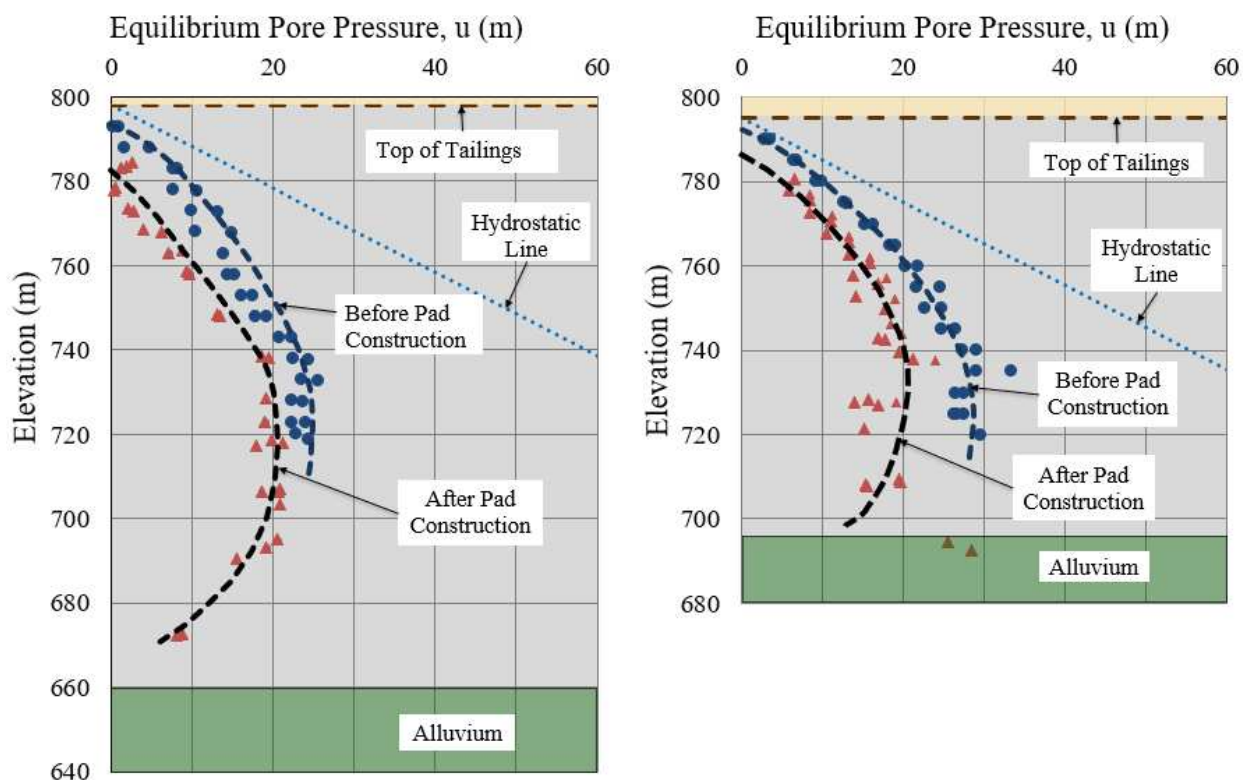 Equilibrium Pore Pressure, u (m)
0 20 40 60
800
780
760
740
720
700
680
660
640
Elevation (m)
Top of Tailings
Hydrostatic
Line
Before Pad
Construction
After Pad
Construction
Alluvium
Equilibrium Pore Pressure, u (m)
0 20 40 60
800
780
760
740
720
700
680
Elevation (m)
Top of Tailings
Hydrostatic
Line
Before Pad
Construction
After Pad
Construction
Alluvium